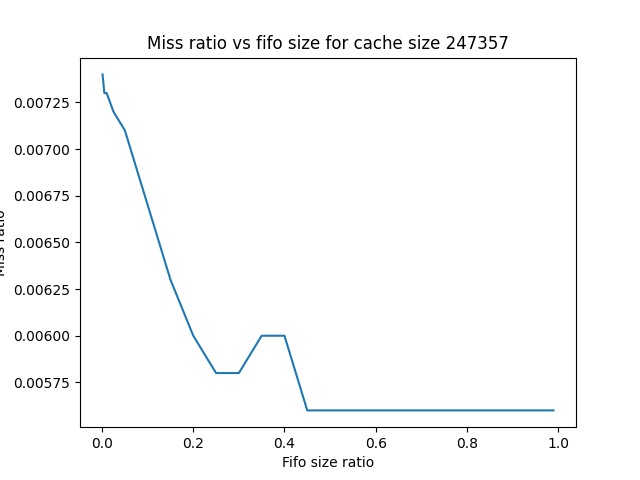 Miss ratio vs fifo size for cache size 247357
0.00725
0.00700
0.00675
0.00650
0.00625
0.00600
0.00575
Miss ratio
0.0 0.2 0.4 0.6 0.8 1.0
Fifo size ratio